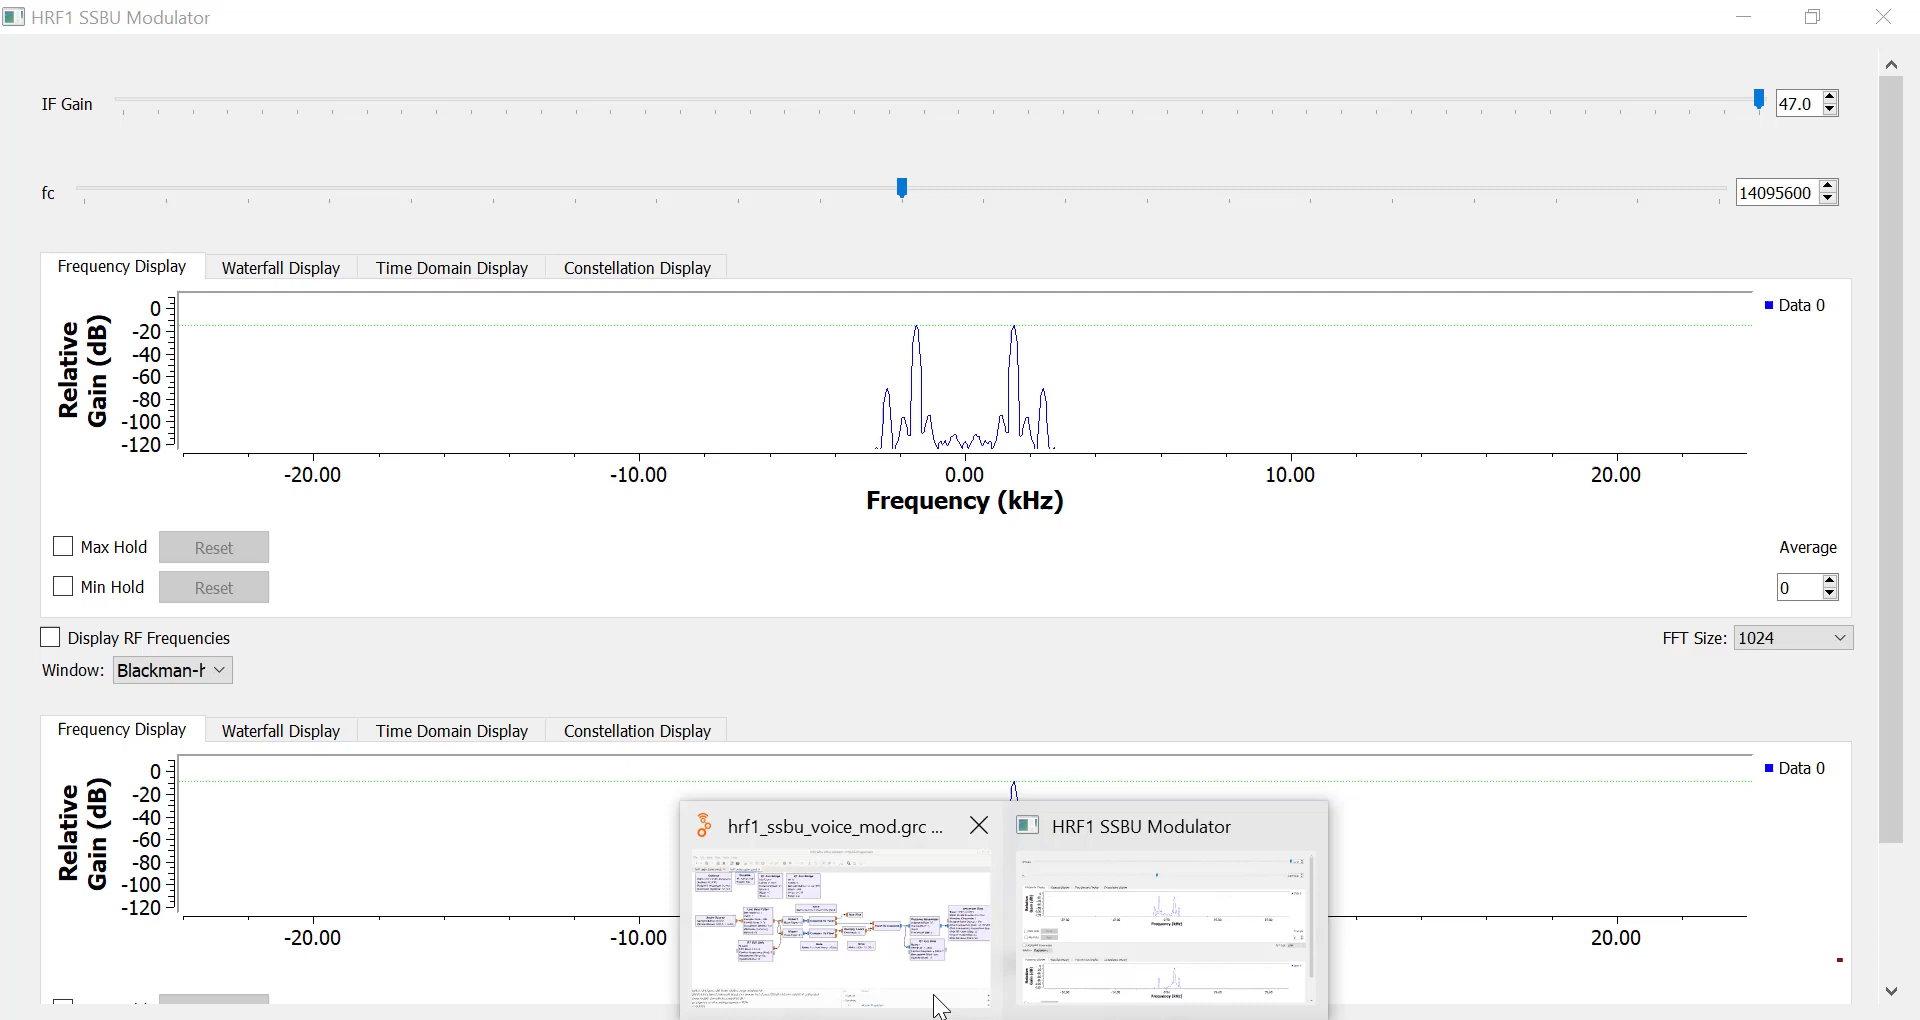 HRF1 SSBU Modulator
IF Gain
47.0
fc
14095600
Frequency Display
Waterfall Display
Time Domain Display
Constellation Display
Relative
Gain (dB)
0
-20
-40
-60
-80
-100
-120
Data 0
-20.00
-10.00
0.00
10.00
20.00
Frequency (kHz)
Max Hold
Reset
Average
Min Hold
Reset
0
Display RF Frequencies
FFT Size:
1024
Window:
Blackman-h
Frequency Display
Waterfall Display
Time Domain Display
Constellation Display
Relative
Gain (dB)
0
-20
-40
-60
-80
-100
-120
Data 0
-20.00
-10.00
20.00
hrf1_ssbu_voice_mod.grc ...
HRF1 SSBU Modulator